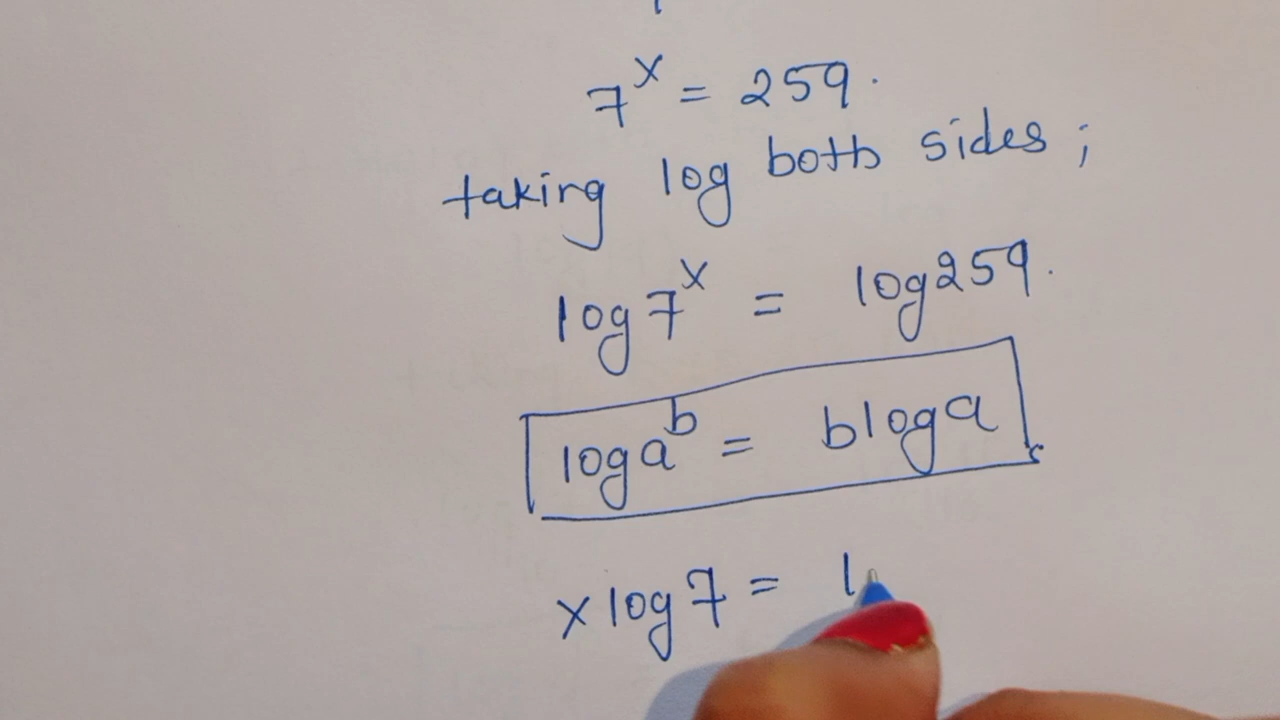 7^x = 259.
taking log both sides;
log 7^x = log 259.
log a^b = b log a
x log 7 = l